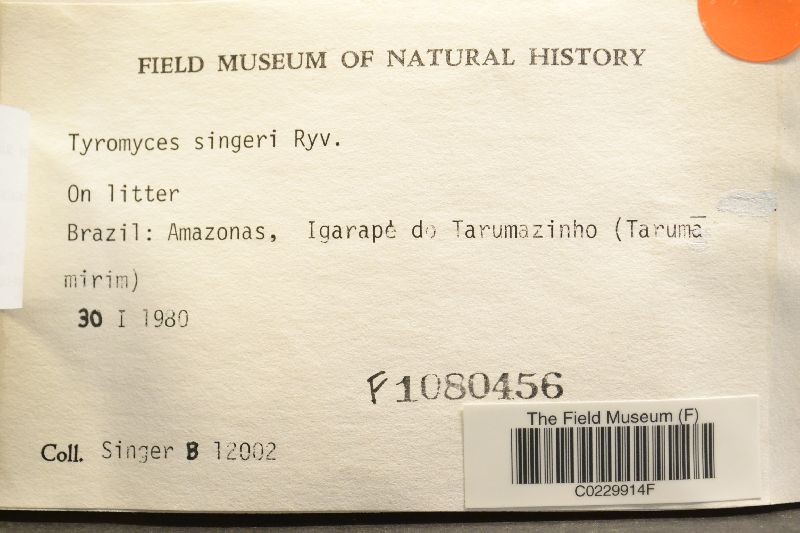 FIELD MUSEUM OF NATURAL HISTORY
Tyromyces singeri Ryv.
On litter
Brazil: Amazonas, Igarapé do Tarumazinho (Tarumā
mirim)
30 I 1980
F1080456
The Field Museum (F)
C0229914F
Coll. Singer B 12002